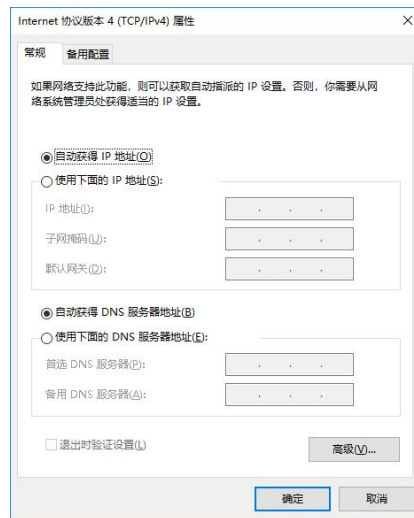 Internet 协议版本 4 (TCP/IPv4) 属性
常规 备用配置
如果网络支持此功能，则可以获取自动指派的 IP 设置。否则，你需要从网
络系统管理员处获得适当的 IP 设置。
自动获得 IP 地址(O)
使用下面的 IP 地址(S):
IP 地址(I):
子网掩码(U):
默认网关(D):
自动获得 DNS 服务器地址(B)
使用下面的 DNS 服务器地址(E):
首选 DNS 服务器(P):
备用 DNS 服务器(A):
退出时验证设置(L)
高级(V)...
确定 取消